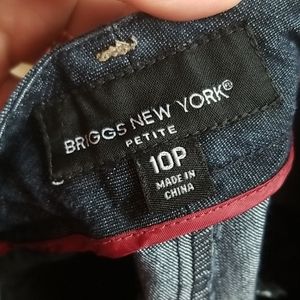 BRIGGS NEW YORK®
PETITE
10P
MADE IN
CHINA